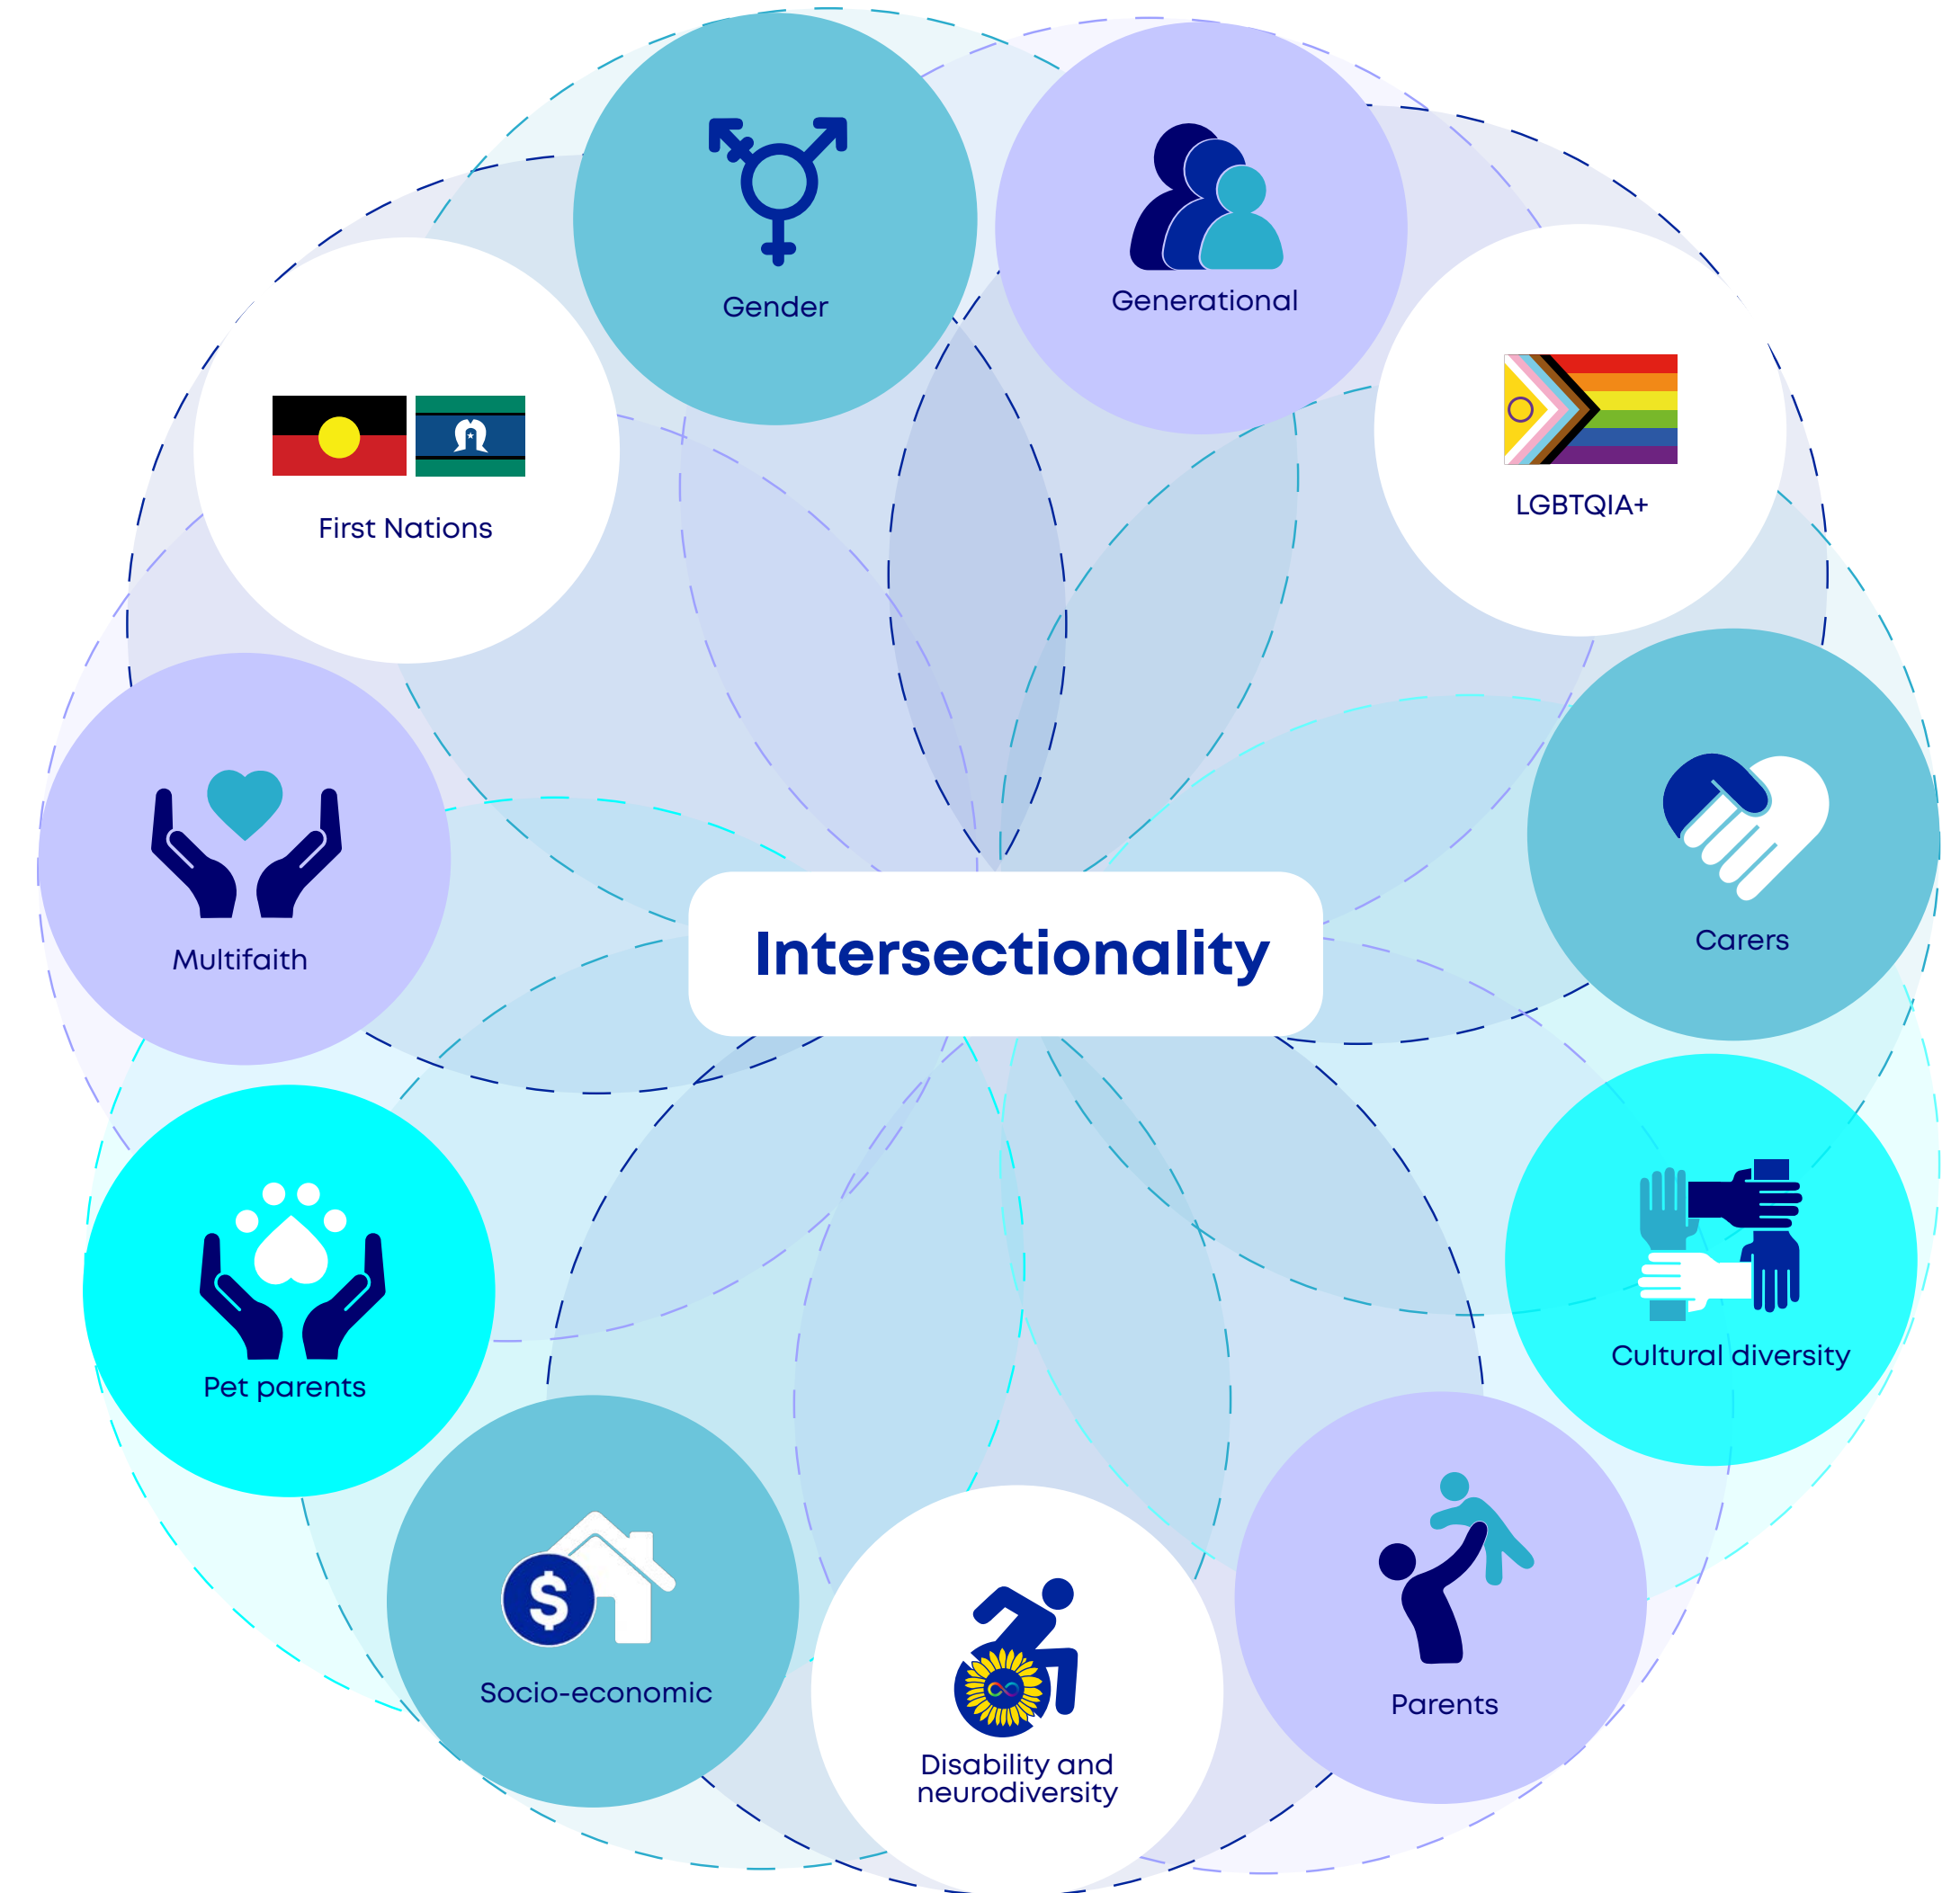 Gender
Generational
First Nations
LGBTQIA+
Multifaith
Intersectionality
Carers
Pet parents
Cultural diversity
$
Socio-economic
Parents
Disability and
neurodiversity